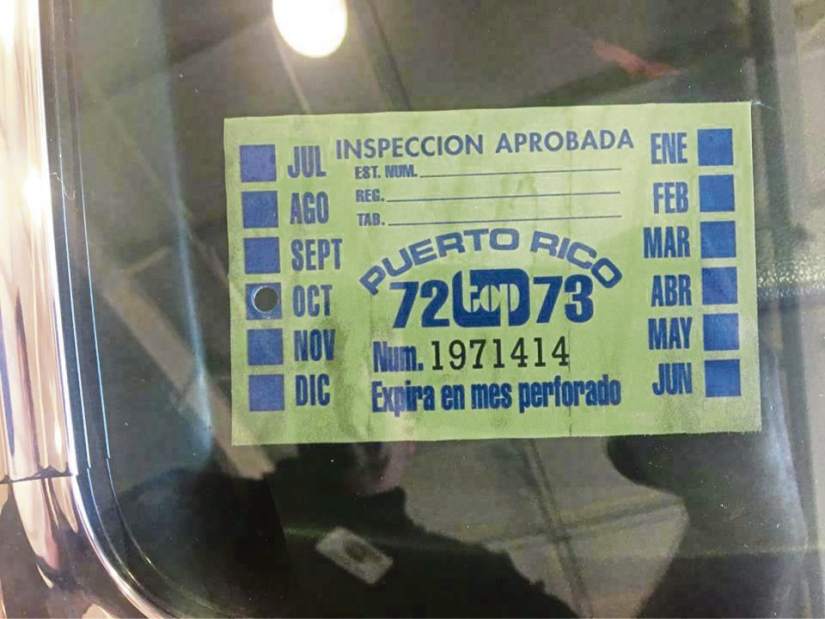 INSPECCION APROBADA
EST. NUM.
REG.
TAB.
JUL
AGO
SEPT
OCT
NOV
DIC
PUERTO RICO
72 top 73
Num. 1971414
Expira en mes perforado
ENE
FEB
MAR
ABR
MAY
JUN